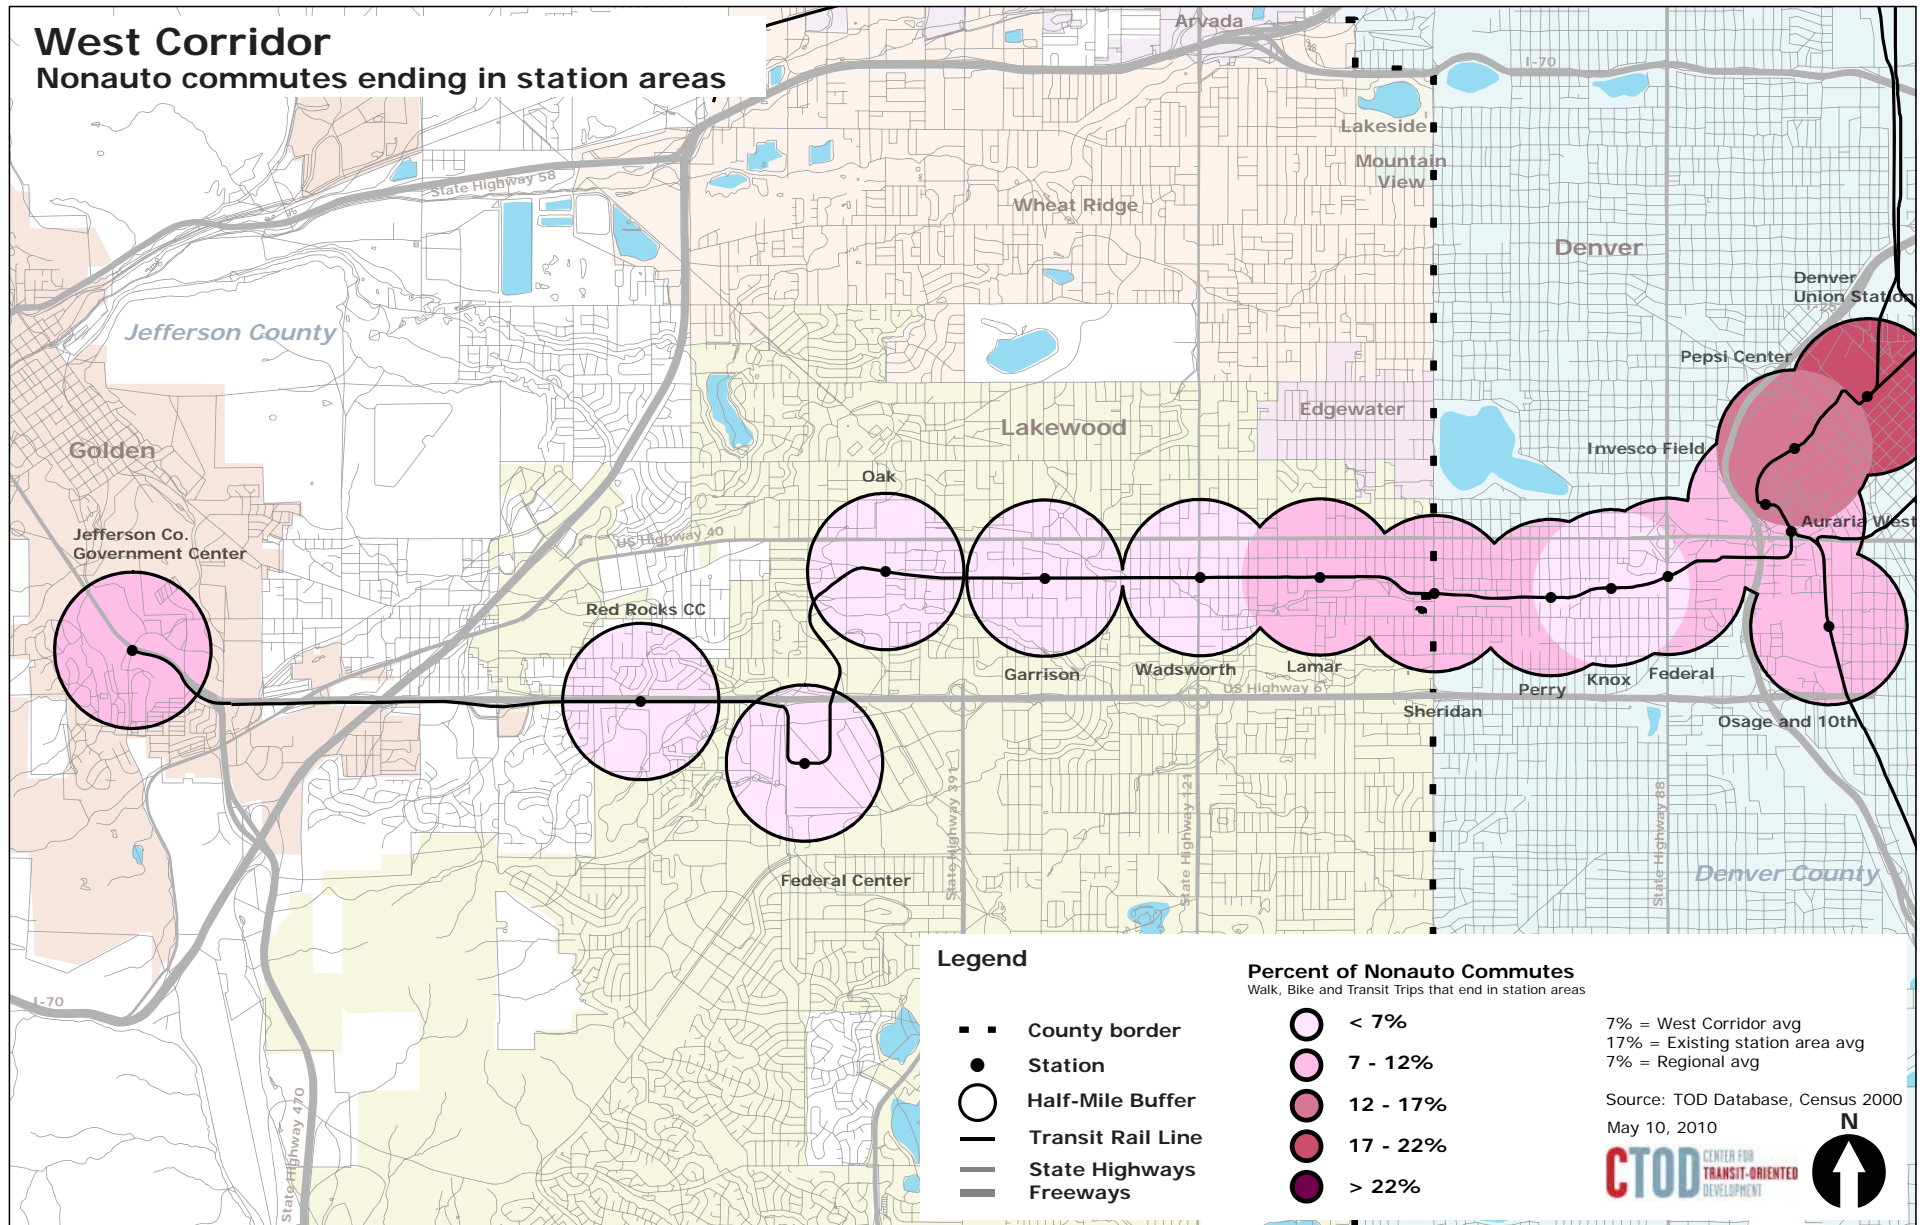 West Corridor
Nonauto commutes ending in station areas
Arvada
I-70
Lakeside
Mountain
View
State Highway 58
Wheat Ridge
Denver
Denver
Union Station
Jefferson County
Pepsi Center
Golden
Lakewood
Edgewater
Invesco Field
Oak
Jefferson Co.
Government Center
US Highway 40
Auraria West
Red Rocks CC
Garrison
Wadsworth
Lamar
Perry
Knox
Federal
US Highway 6
Sheridan
Osage and 10th
Federal Center
State Highway 391
State Highway 121
State Highway 88
Denver County
I-70
State Highway 470
Legend
County border
Station
Half-Mile Buffer
Transit Rail Line
State Highways
Freeways
Percent of Nonauto Commutes
Walk, Bike and Transit Trips that end in station areas
< 7%
7 - 12%
12 - 17%
17 - 22%
> 22%
7% = West Corridor avg
17% = Existing station area avg
7% = Regional avg
Source: TOD Database, Census 2000
May 10, 2010
N
CTOD
CENTER FOR
TRANSIT-ORIENTED
DEVELOPMENT